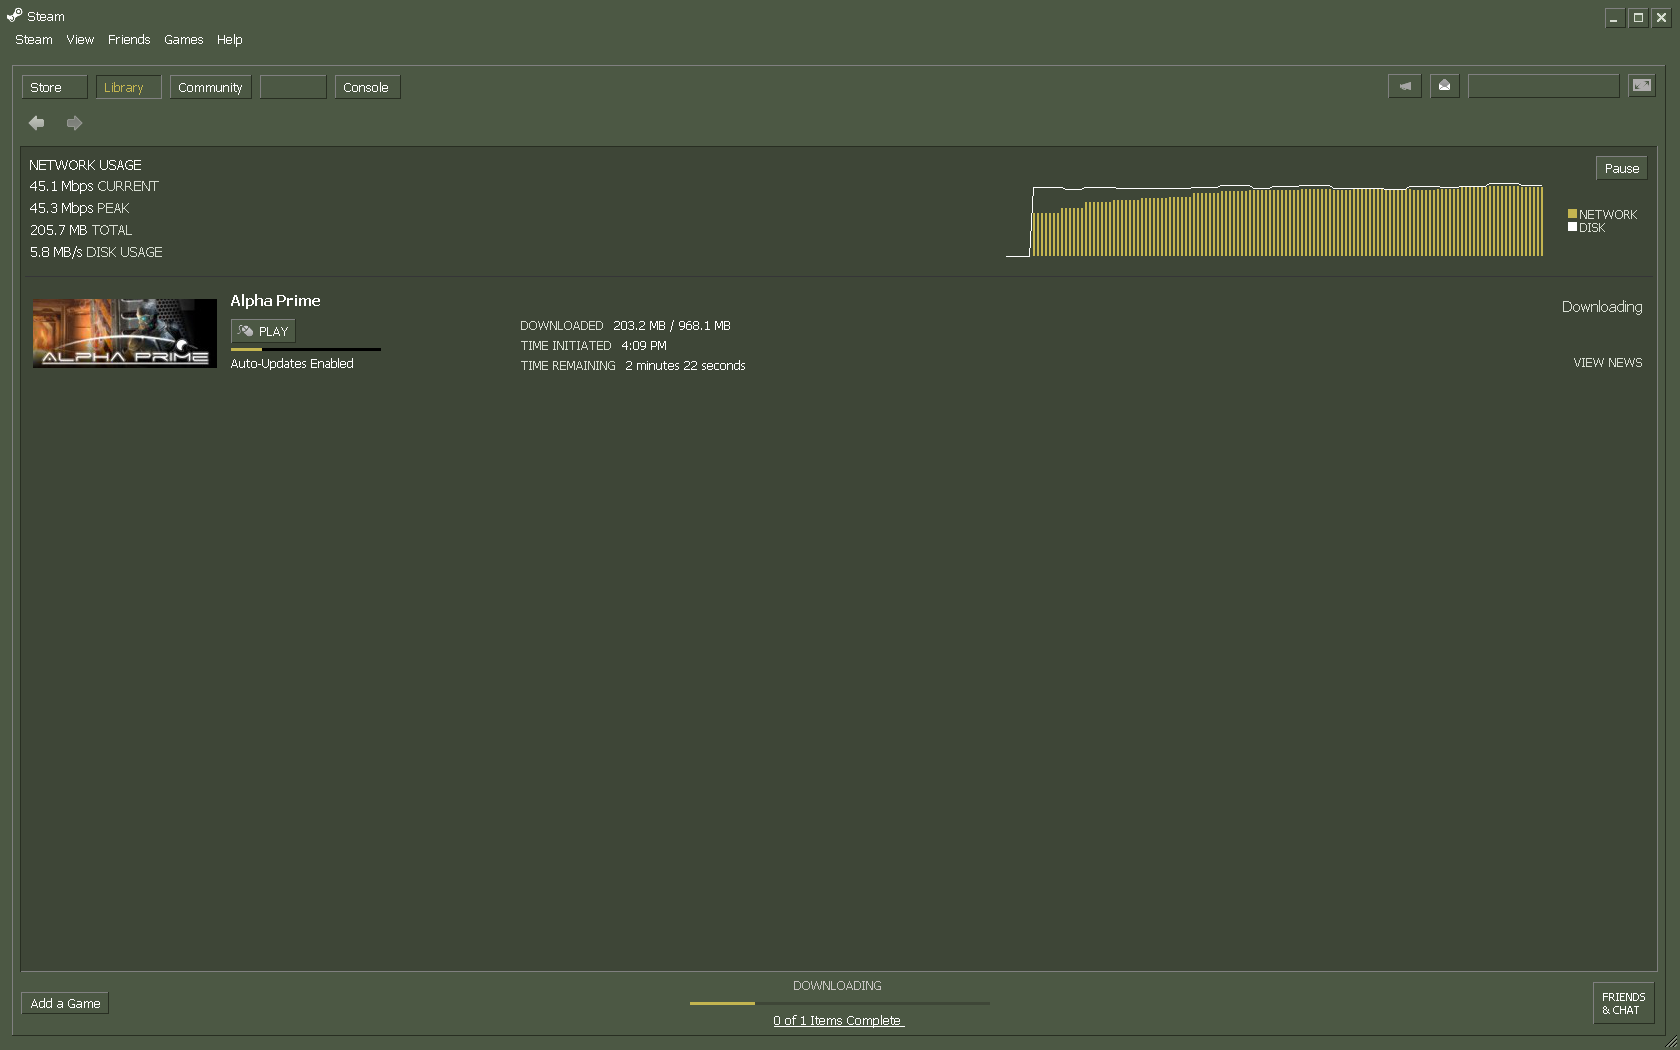 Steam
Steam View Friends Games Help
Store Library Community Console
NETWORK USAGE
45.1 Mbps CURRENT
45.3 Mbps PEAK
205.7 MB TOTAL
5.8 MB/s DISK USAGE
Pause
NETWORK
DISK
ALPHA PRIME
Alpha Prime
PLAY
Auto-Updates Enabled
DOWNLOADED 203.2 MB / 968.1 MB
TIME INITIATED 4:09 PM
TIME REMAINING 2 minutes 22 seconds
Downloading
VIEW NEWS
Add a Game
DOWNLOADING
0 of 1 Items Complete
FRIENDS
& CHAT